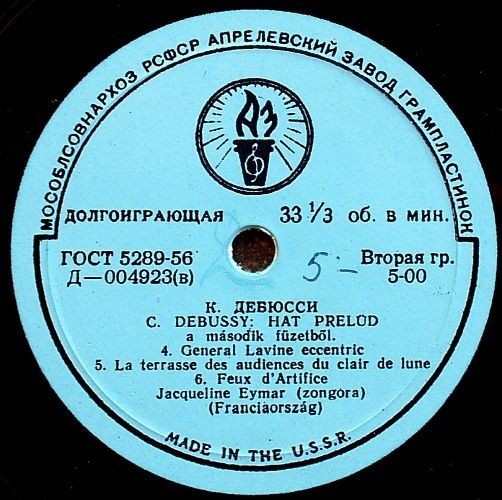 МОСОБЛСОВНАРХОЗ РСФСР АПРЕЛЕВСКИЙ ЗАВОД ГРАМПЛАСТИНОК
АЗ
ДОЛГОИГРАЮЩАЯ 33 1/3 об. в мин.
ГОСТ 5289-56
Д—004923(в)
5-
Вторая гр.
5-00
К. ДЕБЮССИ
C. DEBUSSY: HAT PRELÜD
a második füzetböl.
4. General Lavine eccentric
5. La terrasse des audiences du clair de lune
6. Feux d'Artifice
Jacqueline Eymar (zongora)
(Franciaország)
MADE IN THE U.S.S.R.